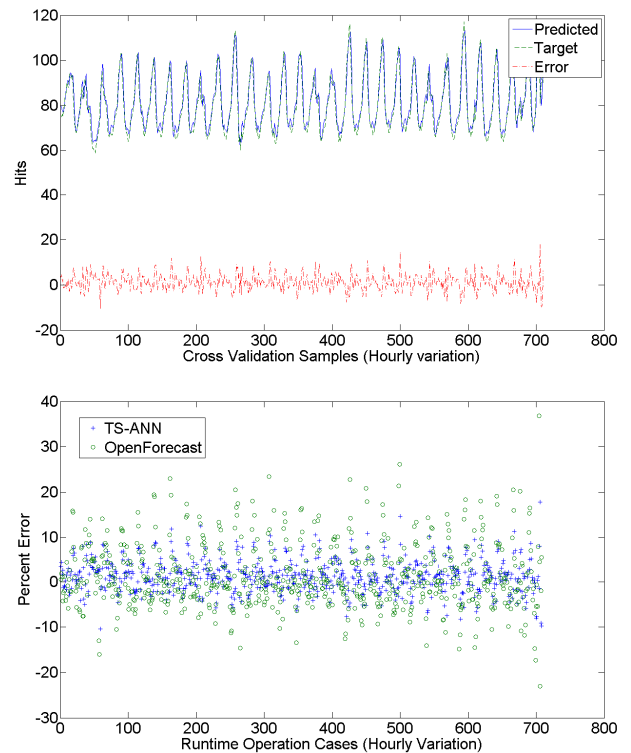 120
100
80
60
40
20
0
-20
Hits
Predicted
Target
Error
0 100 200 300 400 500 600 700 800
Cross Validation Samples (Hourly variation)
40
30
20
10
0
-10
-20
-30
Percent Error
TS-ANN
OpenForecast
0 100 200 300 400 500 600 700 800
Runtime Operation Cases (Hourly Variation)